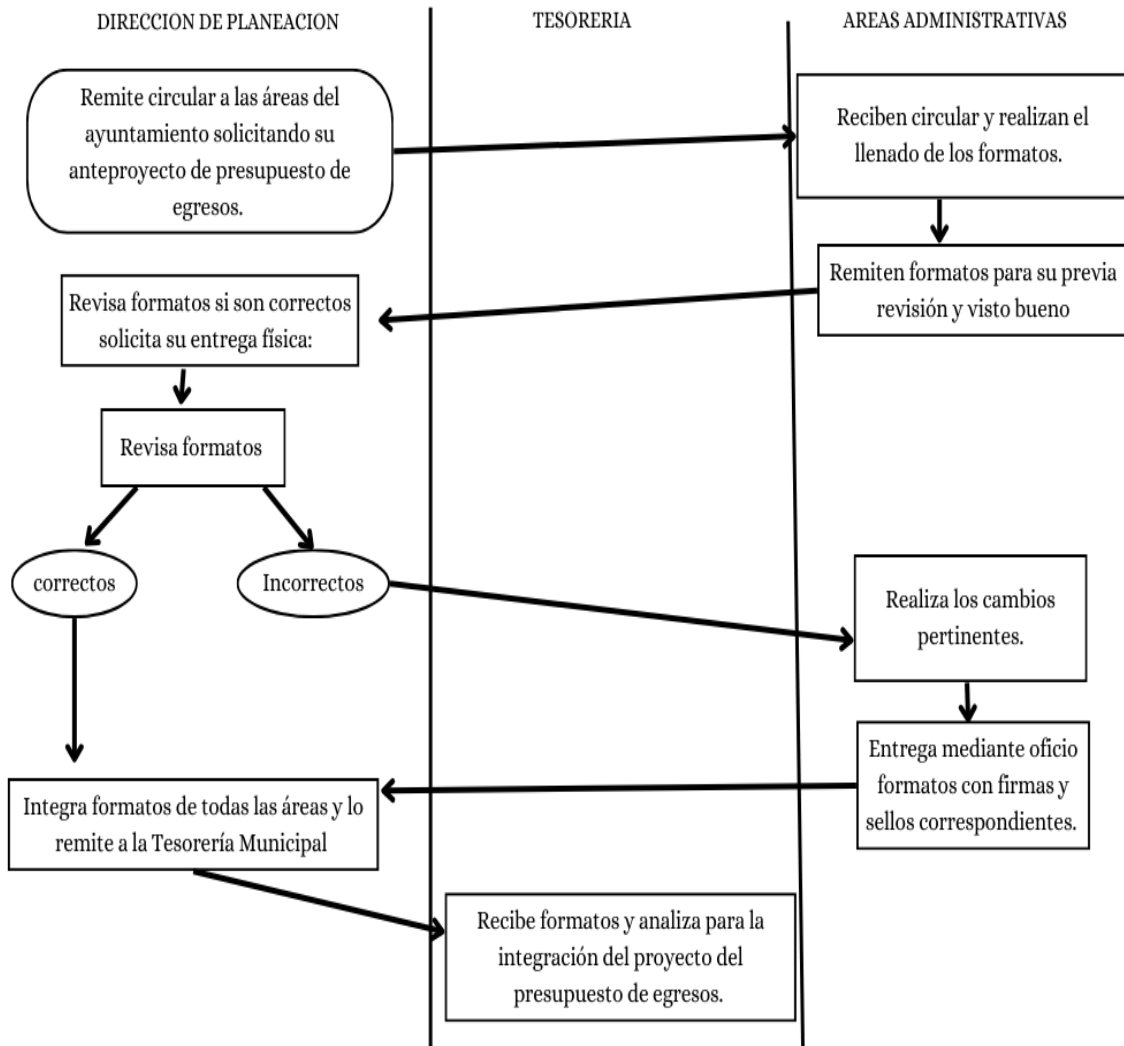 DIRECCION DE PLANEACION
TESORERIA
AREAS ADMINISTRATIVAS
Remite circular a las áreas del
ayuntamiento solicitando su
anteproyecto de presupuesto de
egresos.
Reciben circular y realizan el
llenado de los formatos.
Remiten formatos para su previa
revisión y visto bueno
Revisa formatos si son correctos
solicita su entrega física:
Revisa formatos
correctos
Incorrectos
Realiza los cambios
pertinentes.
Entrega mediante oficio
formatos con firmas y
sellos correspondientes.
Integra formatos de todas las áreas y lo
remite a la Tesorería Municipal
Recibe formatos y analiza para la
integración del proyecto del
presupuesto de egresos.